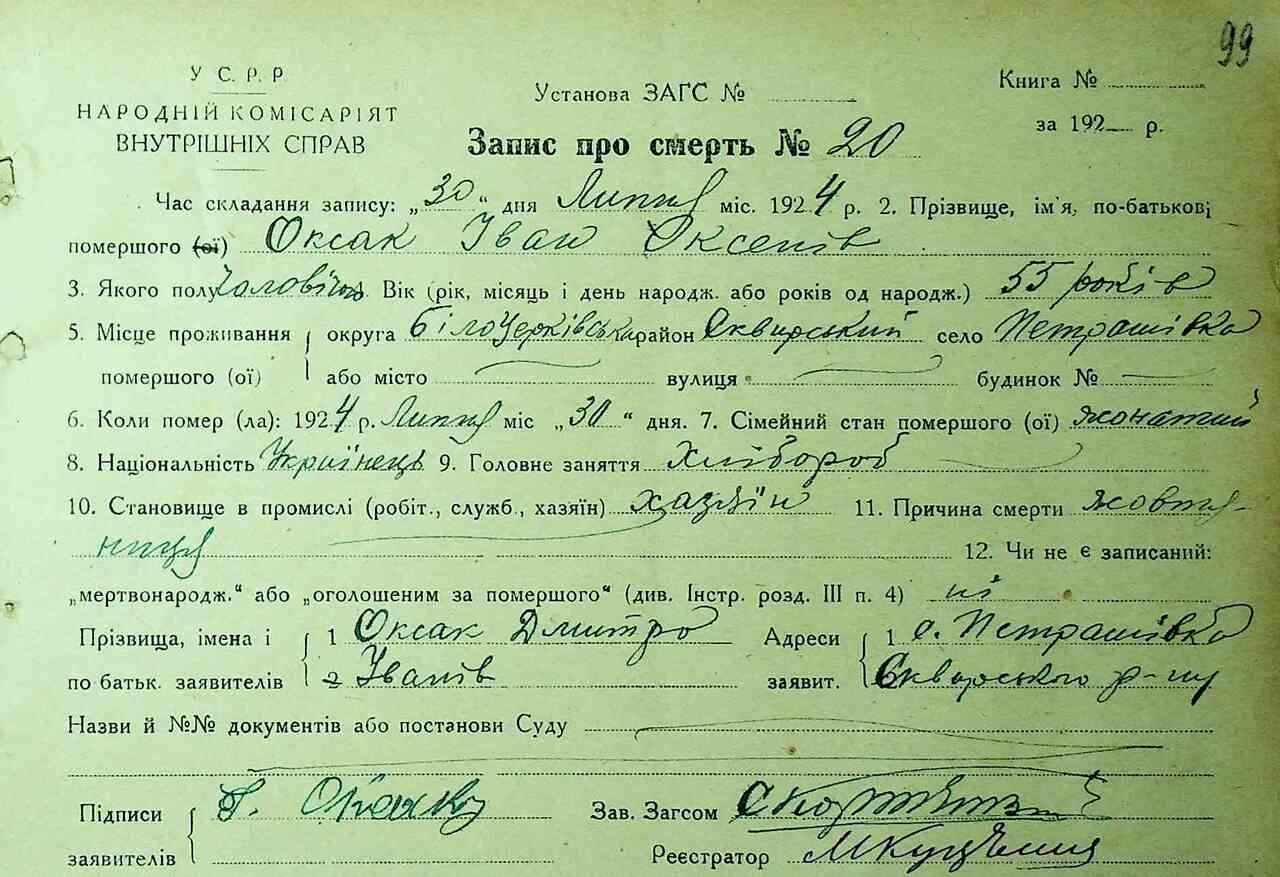 99
У С. Р. Р
НАРОДНІЙ КОМІСАРІЯТ
ВНУТРІШНІХ СПРАВ
Установа ЗАГС №
Книга №
за 192 р.
Запис про смерть № 20
Час складання запису: „30“ дня Липня міс. 1924 р. 2. Прізвище, ім'я, по-батькові
помершого (ої) Оксак Іван Оксенів
3. Якого полу Чоловіч. Вік (рік, місяць і день народж. або років од народж.) 55 років
5. Місце проживання округа Білоцерківська район Сквирський село Петрашівка
помершого (ої) або місто вулиця будинок №
6. Коли помер (ла): 1924 р. Липня міс „30“ дня. 7. Сімейний стан помершого (ої) жонатий
8. Національність Українець 9. Головне заняття Хлібороб
10. Становище в промислі (робіт., служб., хазяїн) хазяїн 11. Причина смерти жовтя-
ниця 12. Чи не є записаний:
„мертвонародж.“ або „оголошеним за помершого“ (див. Інстр. розд. III п. 4) ні
Прізвища, імена і 1 Оксак Дмитро Адреси 1 с. Петрашівка
по батьк. заявителів 2 Іванів заявит. Сквирського р-ну
Назви й №№ документів або постанови Суду
Підписи Зав. Загсом
заявителів Реєстратор